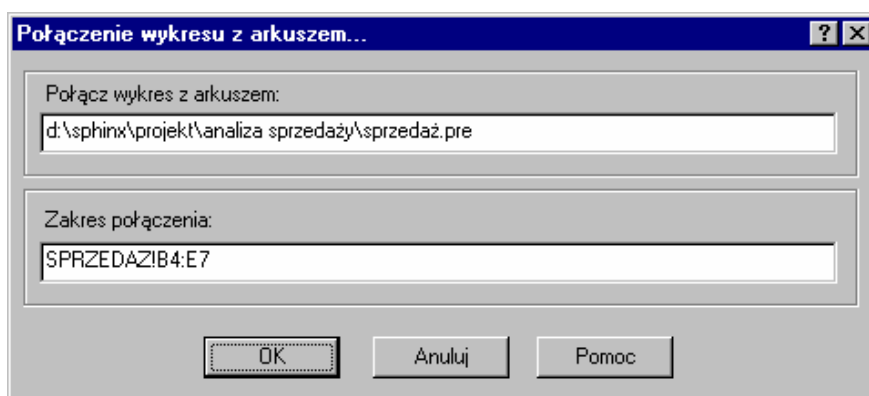 Połączenie wykresu z arkuszem...
Połącz wykres z arkuszem:
d:\sphinx\projekt\analiza sprzedaży\sprzedaż.pre
Zakres połączenia:
SPRZEDAZ!B4:E7
OK Anuluj Pomoc